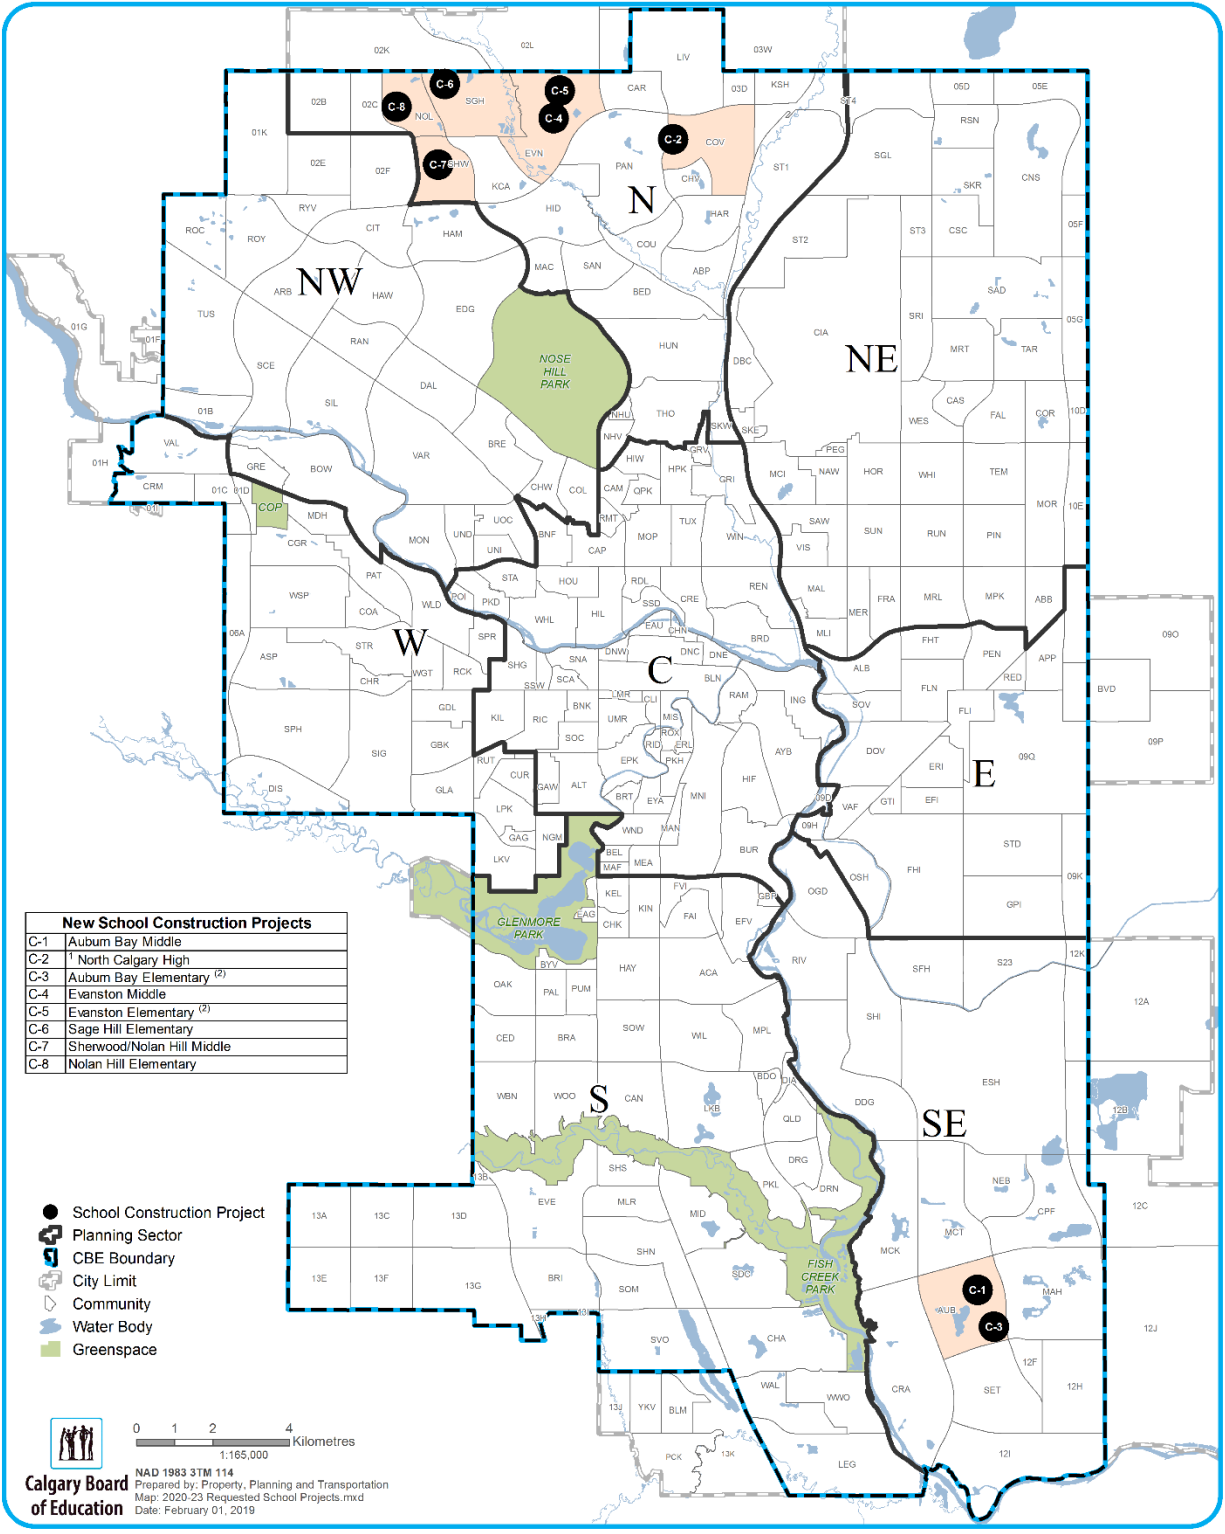 02K
02L
LIV
03W
02B
02C
C-6
SGH
C-5
CAR
03D
KSH
ST4
05D
05E
C-8
NOL
C-4
RSN
01K
C-2
COV
EVN
02E
02F
C-7
SHW
KCA
PAN
CHV
ST1
SGL
SKR
CNS
N
RYV
HID
HAR
ROC
ROY
CIT
HAM
COU
ST2
ST3
CSC
05F
MAC
SAN
ABP
NW
ARB
HAW
EDG
BED
SAD
TUS
SRI
05G
01G
01F
RAN
NOSE
HILL
PARK
HUN
DBC
CIA
NE
MRT
TAR
SCE
DAL
SIL
01B
NHU
THO
SKW
SKE
CAS
WES
FAL
COR
10D
VAL
NHV
BRE
01H
GRE
BOW
VAR
HIW
HPK
GRV
PEG
CRM
01C
01D
CHW
COL
CAM
QPK
GRI
MCI
NAW
HOR
WHI
TEM
01I
COP
MDH
UOC
RMT
TUX
MOR
10E
CGR
MON
UND
UNI
BNF
CAP
MOP
WIN
SAW
VIS
SUN
RUN
PIN
PAT
STA
HOU
RDL
REN
WSP
COA
WLD
POI
PKD
HIL
SSD
CRE
MAL
MER
FRA
MRL
MPK
ABB
06A
STR
W
SPR
WHL
EAU
CHN
BRD
MLI
FHT
09O
ASP
CHR
WGT
RCK
SHG
SNA
DNW
DNC
DNE
ALB
PEN
APP
SSW
SCA
C
BLN
FLN
RED
BVD
GDL
KIL
RIC
BNK
LMR
CLI
RAM
ING
SOV
FLI
SPH
SIG
GBK
SOC
UMR
MIS
ROX
RID
ERL
AYB
DOV
09Q
09P
RUT
CUR
EPK
PKH
ERI
E
DIS
GLA
GAW
ALT
BRT
EYA
MNI
HIF
09D
VAF
GTI
EFI
LPK
GAG
NGM
WND
MAN
09H
STD
LKV
BEL
MAF
MEA
BUR
FHI
09K
KEL
FVI
GBP
OGD
OSH
GPI
GLENMORE
PARK
EAG
CHK
KIN
FAI
EFV
BYV
HAY
ACA
RIV
SFH
S23
12K
OAK
PAL
PUM
12A
CED
BRA
SOW
WIL
MPL
SHI
BDO
DIA
ESH
WBN
WOO
S
CAN
LKB
QLD
DDG
SE
12B
13B
SHS
DRG
PKL
DRN
NEB
13A
13C
13D
EVE
MLR
MID
MCK
MCT
CPF
12C
SHN
13E
13F
13G
BRI
SOM
SDC
FISH
CREEK
PARK
C-1
AUB
MAH
C-3
13H
SVO
CHA
12J
12F
WAL
WWO
CRA
SET
12H
13J
YKV
BLM
PCK
13K
LEG
12I
New School Construction Projects
C-1 Auburn Bay Middle
C-2 ¹ North Calgary High
C-3 Auburn Bay Elementary (2)
C-4 Evanston Middle
C-5 Evanston Elementary (2)
C-6 Sage Hill Elementary
C-7 Sherwood/Nolan Hill Middle
C-8 Nolan Hill Elementary
School Construction Project
Planning Sector
CBE Boundary
City Limit
Community
Water Body
Greenspace
0 1 2 4
Kilometres
1:165,000
Calgary Board
of Education
NAD 1983 3TM 114
Prepared by: Property, Planning and Transportation
Map: 2020-23 Requested School Projects.mxd
Date: February 01, 2019